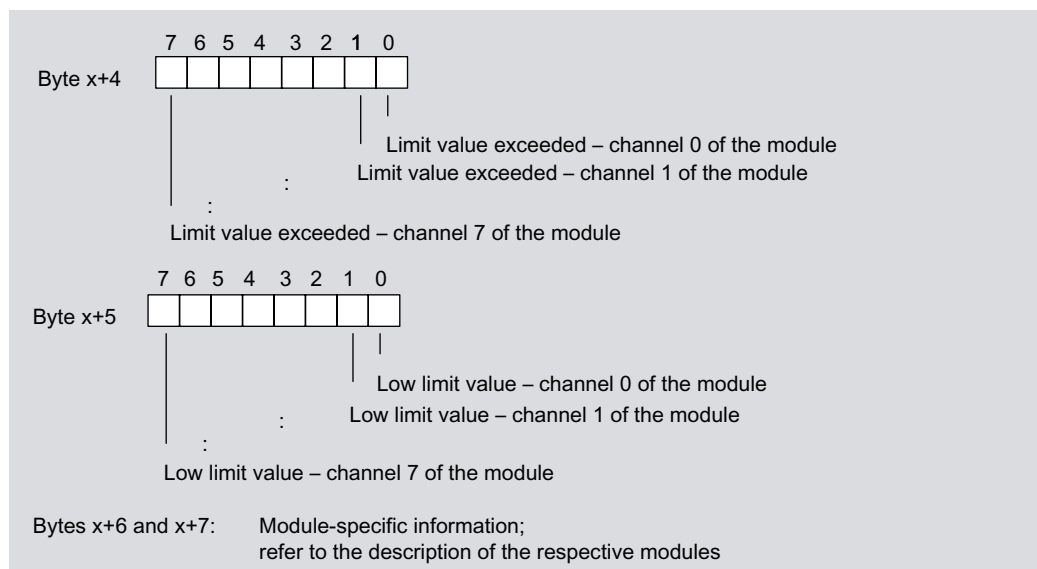 7 6 5 4 3 2 1 0
Byte x+4
Limit value exceeded – channel 0 of the module
Limit value exceeded – channel 1 of the module
:
:
Limit value exceeded – channel 7 of the module
7 6 5 4 3 2 1 0
Byte x+5
Low limit value – channel 0 of the module
Low limit value – channel 1 of the module
:
:
Low limit value – channel 7 of the module
Bytes x+6 and x+7: Module-specific information;
refer to the description of the respective modules